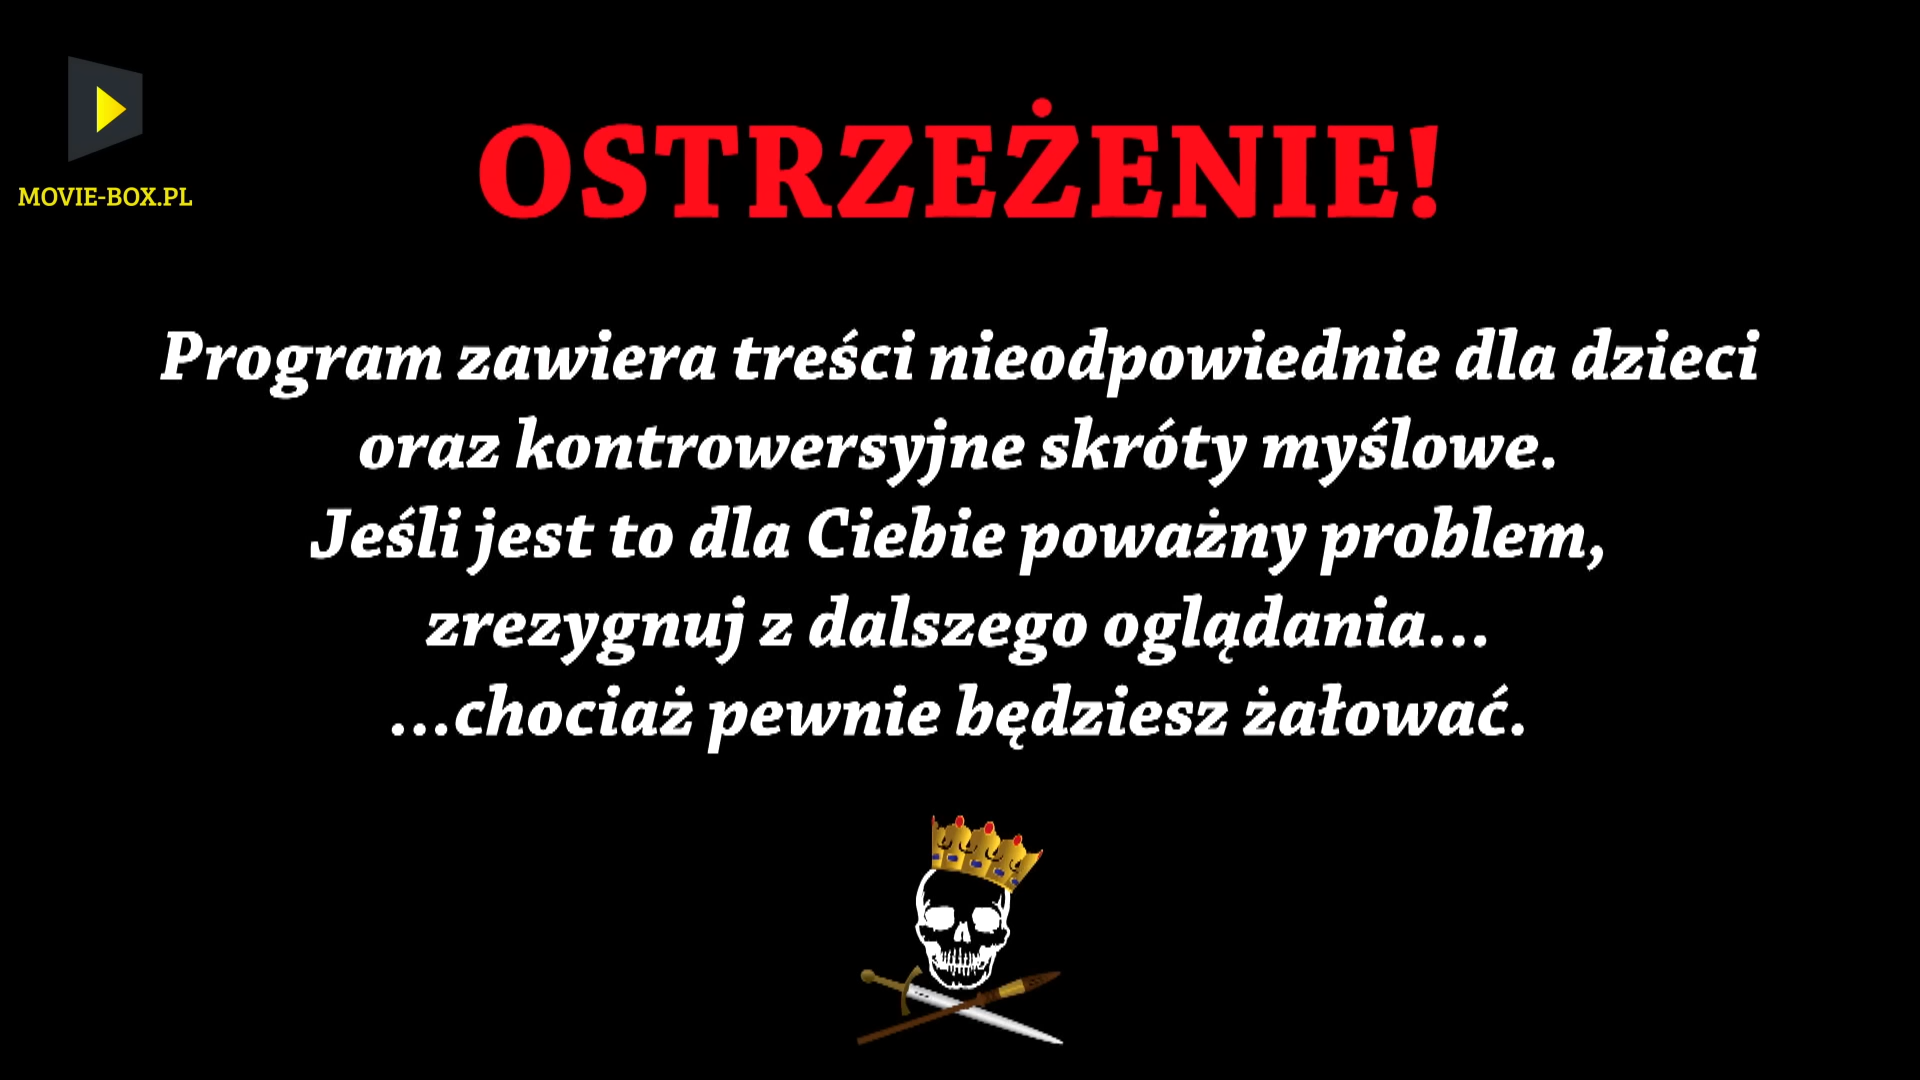 MOVIE-BOX.PL
OSTRZEŻENIE!
Program zawiera treści nieodpowiednie dla dzieci
oraz kontrowersyjne skróty myślowe.
Jeśli jest to dla Ciebie poważny problem,
zrezygnuj z dalszego oglądania...
...chociaż pewnie będziesz żałować.